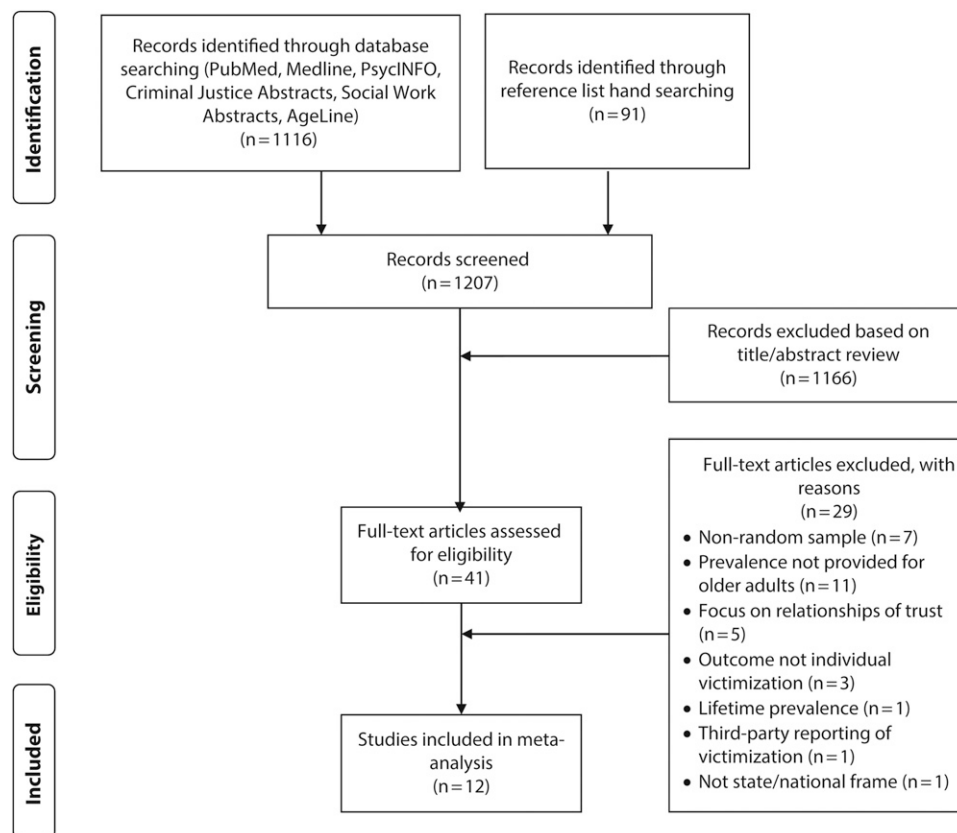 Identification
Records identified through database
searching (PubMed, Medline, PsycINFO,
Criminal Justice Abstracts, Social Work
Abstracts, AgeLine)
(n=1116)
Records identified through
reference list hand searching
(n=91)
Screening
Records screened
(n=1207)
Records excluded based on
title/abstract review
(n=1166)
Eligibility
Full-text articles assessed
for eligibility
(n=41)
Full-text articles excluded, with
reasons
(n=29)
• Non-random sample (n=7)
• Prevalence not provided for
older adults (n=11)
• Focus on relationships of trust
(n=5)
• Outcome not individual
victimization (n=3)
• Lifetime prevalence (n=1)
• Third-party reporting of
victimization (n=1)
• Not state/national frame (n=1)
Included
Studies included in meta-
analysis
(n=12)